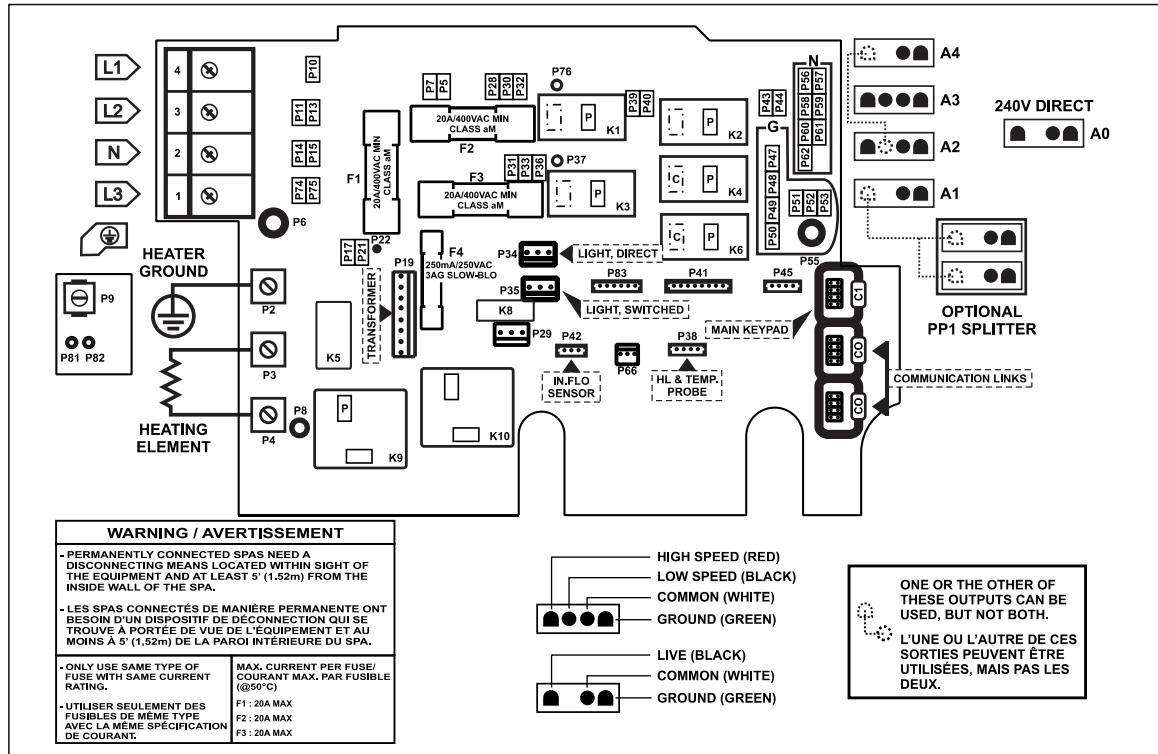 L1
L2
N
L3
4
3
2
1
P10
P11
P13
P14
P15
P74
P75
P6
P7
P5
P28
P30
P32
P76
20A/400VAC MIN
CLASS aM
F2
F1
20A/400VAC MIN
CLASS aM
F3
20A/400VAC MIN
CLASS aM
P31
P33
P36
P37
P
K1
P39
P40
P
K2
P
K3
C
P
K4
C
P
K6
P43
P44
G
P47
P48
P49
P50
N
P56
P57
P58
P59
P60
P61
P62
P51
P52
P53
P55
A4
A3
A2
A1
240V DIRECT
A0
OPTIONAL
PP1 SPLITTER
HEATER
GROUND
P9
P81
P82
P2
P3
P4
HEATING
ELEMENT
P8
P17
P21
P22
P19
TRANSFORMER
F4
250mA/250VAC
3AG SLOW-BLO
K5
P34
LIGHT, DIRECT
P35
LIGHT, SWITCHED
K8
P29
P83
P41
P45
MAIN KEYPAD
C1
CO
CO
COMMUNICATION LINKS
P42
IN.FLO
SENSOR
P66
P38
HL & TEMP.
PROBE
P
K9
K10
WARNING / AVERTISSEMENT
- PERMANENTLY CONNECTED SPAS NEED A
DISCONNECTING MEANS LOCATED WITHIN SIGHT OF
THE EQUIPMENT AND AT LEAST 5' (1.52m) FROM THE
INSIDE WALL OF THE SPA.
- LES SPAS CONNECTÉS DE MANIÈRE PERMANENTE ONT
BESOIN D'UN DISPOSITIF DE DÉCONNECTION QUI SE
TROUVE À PORTÉE DE VUE DE L'ÉQUIPEMENT ET AU
MOINS À 5' (1,52m) DE LA PAROI INTÉRIEURE DU SPA.
- ONLY USE SAME TYPE OF
FUSE WITH SAME CURRENT
RATING.
- UTILISER SEULEMENT DES
FUSIBLES DE MÊME TYPE
AVEC LA MÊME SPÉCIFICATION
DE COURANT.
MAX. CURRENT PER FUSE/
COURANT MAX. PAR FUSIBLE
(@50°C)
F1 : 20A MAX
F2 : 20A MAX
F3 : 20A MAX
HIGH SPEED (RED)
LOW SPEED (BLACK)
COMMON (WHITE)
GROUND (GREEN)
LIVE (BLACK)
COMMON (WHITE)
GROUND (GREEN)
ONE OR THE OTHER OF
THESE OUTPUTS CAN BE
USED, BUT NOT BOTH.
L'UNE OU L'AUTRE DE CES
SORTIES PEUVENT ÊTRE
UTILISÉES, MAIS PAS LES
DEUX.